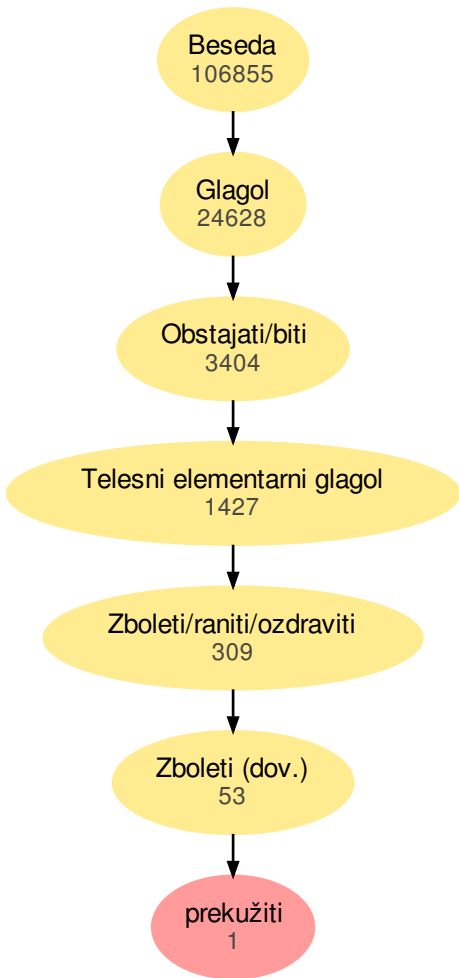 Beseda
106855
Glagol
24628
Obstajati/biti
3404
Telesni elementarni glagol
1427
Zboleti/raniti/ozdraviti
309
Zboleti (dov.)
53
prekužiti
1